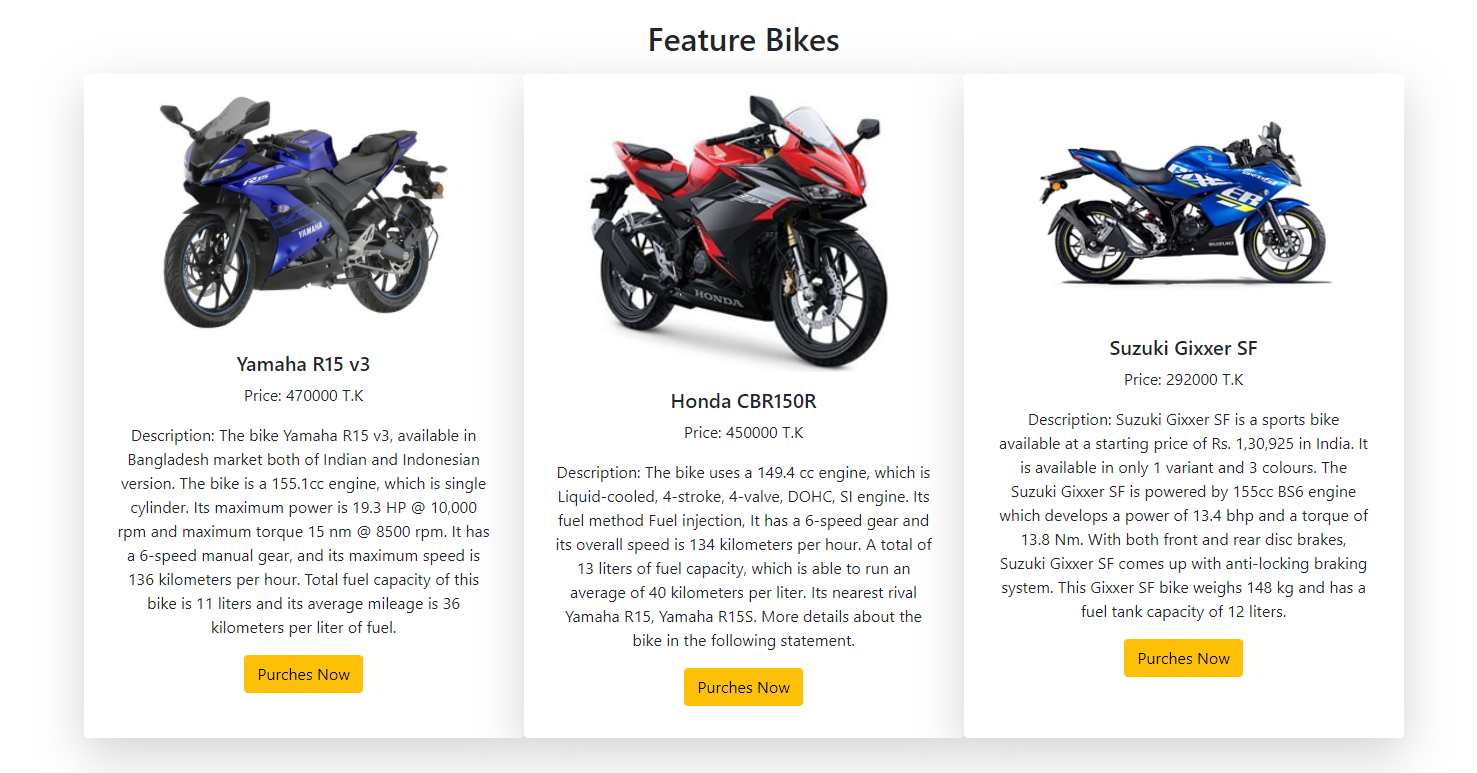 Feature Bikes
R15
YAMAHA
Yamaha R15 v3
Price: 470000 T.K
Description: The bike Yamaha R15 v3, available in
Bangladesh market both of Indian and Indonesian
version. The bike is a 155.1cc engine, which is single
cylinder. Its maximum power is 19.3 HP @ 10,000
rpm and maximum torque 15 nm @ 8500 rpm. It has
a 6-speed manual gear, and its maximum speed is
136 kilometers per hour. Total fuel capacity of this
bike is 11 liters and its average mileage is 36
kilometers per liter of fuel.
Purches Now
HONDA
Honda CBR150R
Price: 450000 T.K
Description: The bike uses a 149.4 cc engine, which is
Liquid-cooled, 4-stroke, 4-valve, DOHC, SI engine. Its
fuel method Fuel injection, It has a 6-speed gear and
its overall speed is 134 kilometers per hour. A total of
13 liters of fuel capacity, which is able to run an
average of 40 kilometers per liter. Its nearest rival
Yamaha R15, Yamaha R15S. More details about the
bike in the following statement.
Purches Now
SUZUKI
Suzuki Gixxer SF
Price: 292000 T.K
Description: Suzuki Gixxer SF is a sports bike
available at a starting price of Rs. 1,30,925 in India. It
is available in only 1 variant and 3 colours. The
Suzuki Gixxer SF is powered by 155cc BS6 engine
which develops a power of 13.4 bhp and a torque of
13.8 Nm. With both front and rear disc brakes,
Suzuki Gixxer SF comes up with anti-locking braking
system. This Gixxer SF bike weighs 148 kg and has a
fuel tank capacity of 12 liters.
Purches Now